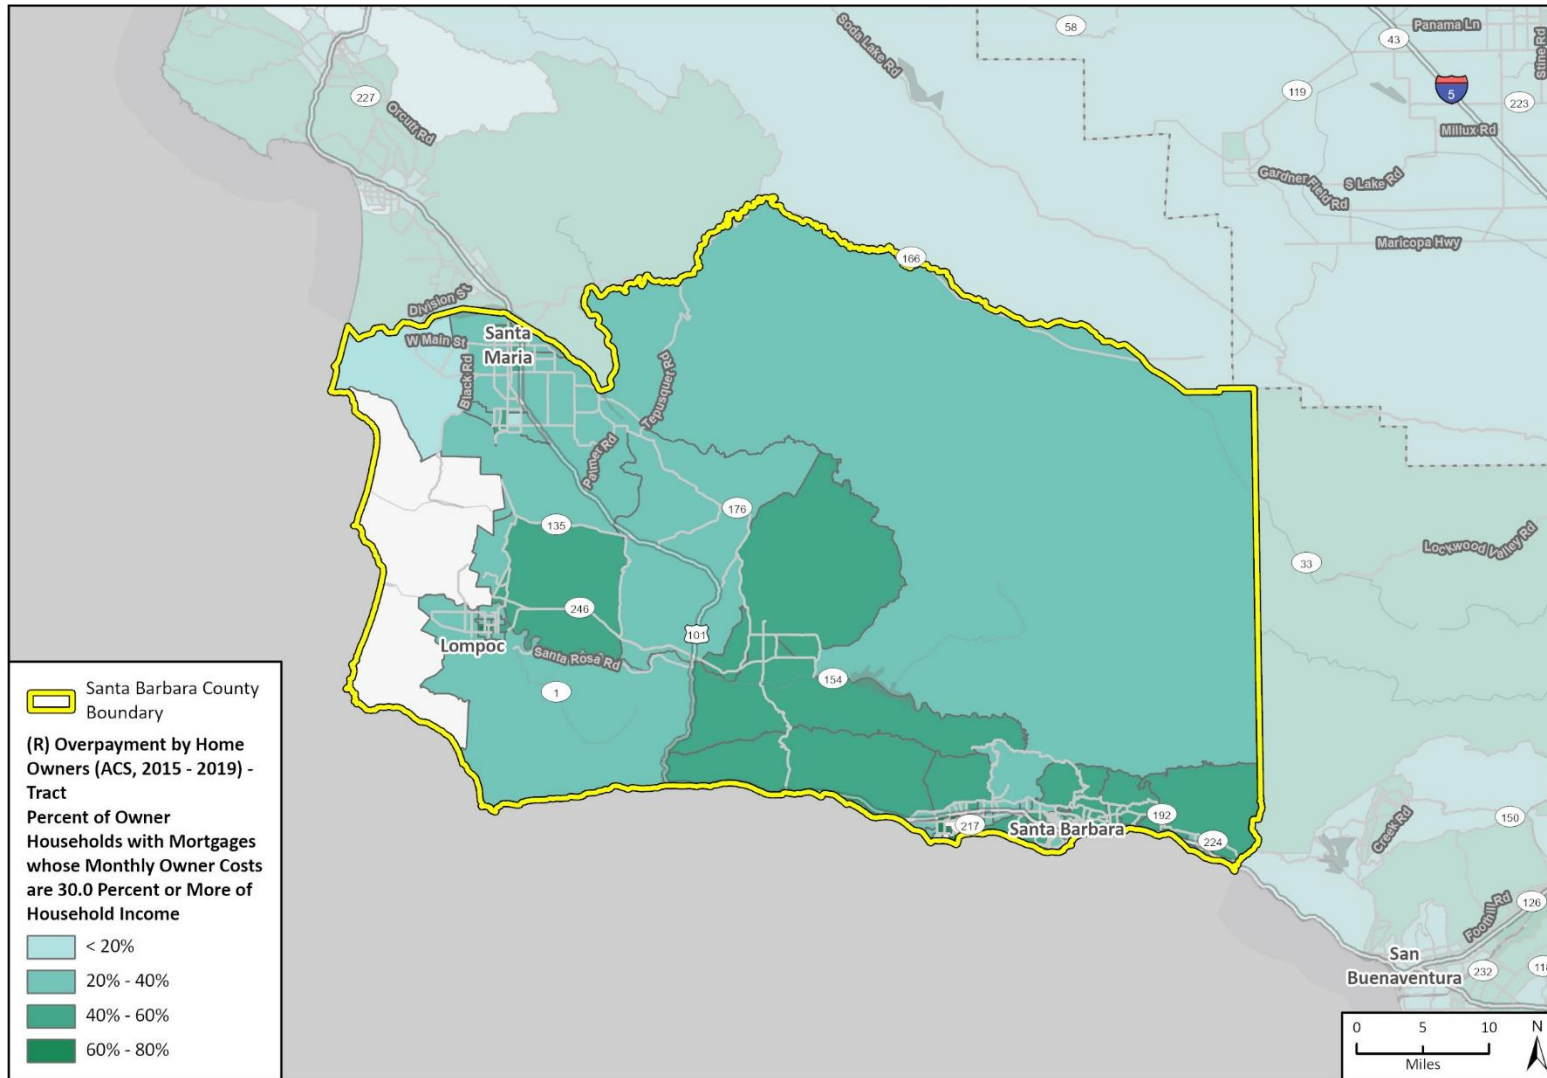 58
Soda Lake Rd
43
Panama Ln
Stine Rd
5
119
223
Millux Rd
227
Orcutt Rd
Gardner Field Rd
S Lake Rd
Maricopa Hwy
166
Division St
W Main St
Santa
Maria
Black Rd
Tepusquet Rd
Palmer Rd
176
135
33
Lockwood Valley Rd
246
101
Lompoc
Santa Rosa Rd
154
1
217
Santa Barbara
192
224
150
Creek Rd
126
Foothill Rd
San
Buenaventura
232
118
Santa Barbara County
Boundary
(R) Overpayment by Home
Owners (ACS, 2015 - 2019) -
Tract
Percent of Owner
Households with Mortgages
whose Monthly Owner Costs
are 30.0 Percent or More of
Household Income
< 20%
20% - 40%
40% - 60%
60% - 80%
0 5 10
Miles
N